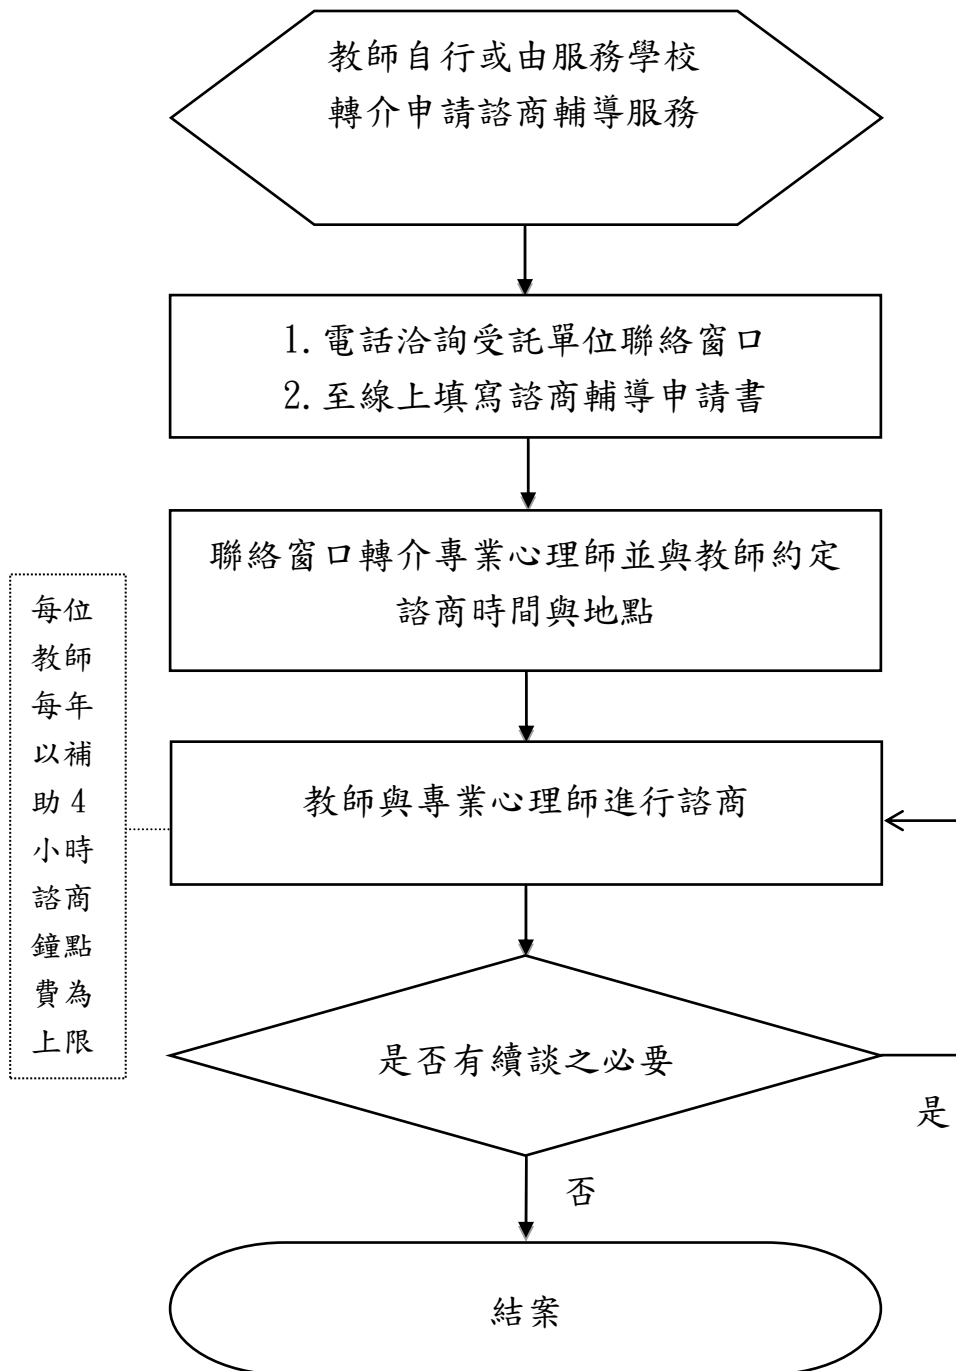 教師自行或由服務學校
轉介申請諮商輔導服務
1. 電話洽詢受託單位聯絡窗口
2. 至線上填寫諮商輔導申請書
聯絡窗口轉介專業心理師並與教師約定
諮商時間與地點
每位
教師
每年
以補
助 4
小時
諮商
鐘點
費為
上限
教師與專業心理師進行諮商
是否有續談之必要
是
否
結案